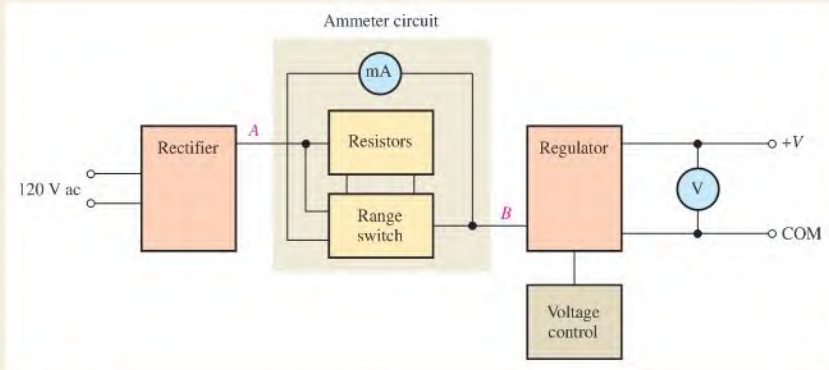 Ammeter circuit
mA
A
Rectifier
Resistors
Regulator
+V
120 V ac
V
Range
switch
B
COM
Voltage
control